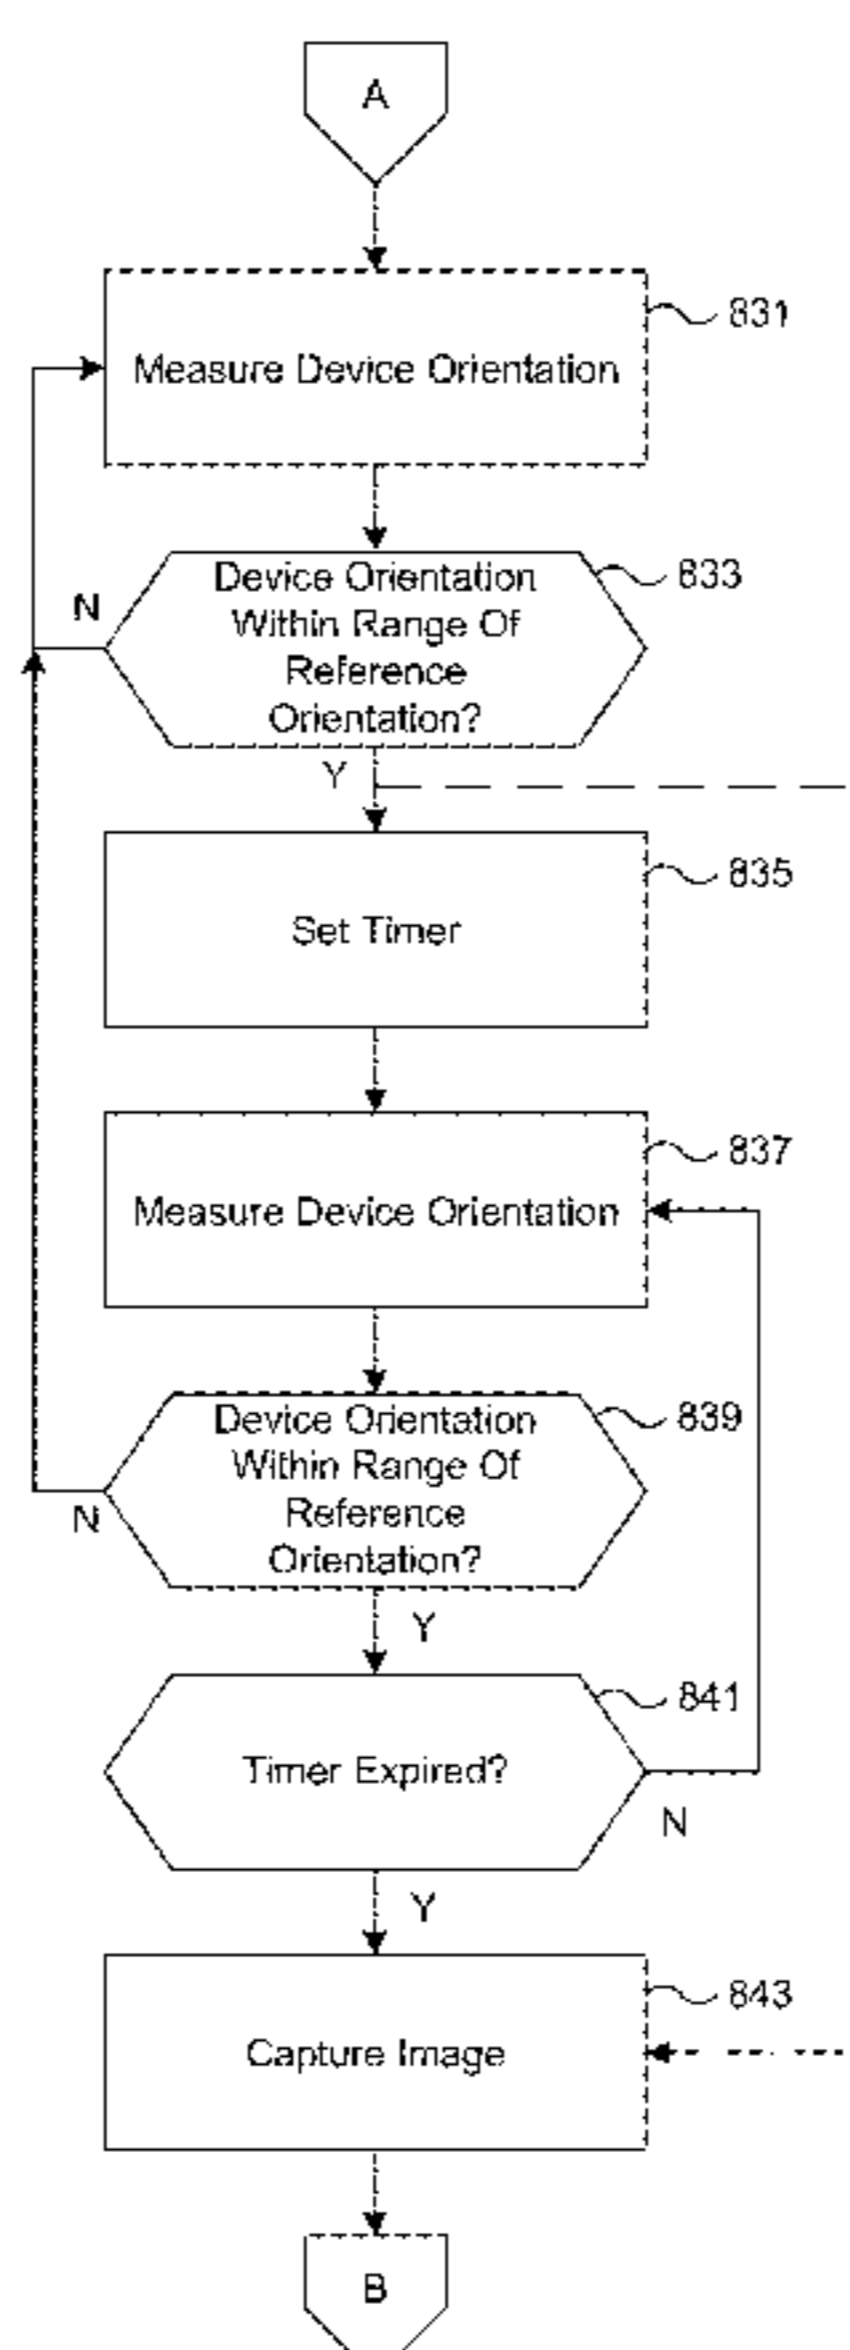 A
831
Measure Device Orientation
833
Device Orientation
Within Range Of
Reference
Orientation?
N
Y
835
Set Timer
837
Measure Device Orientation
839
Device Orientation
Within Range Of
Reference
Orientation?
N
Y
841
Timer Expired?
N
Y
843
Capture Image
B